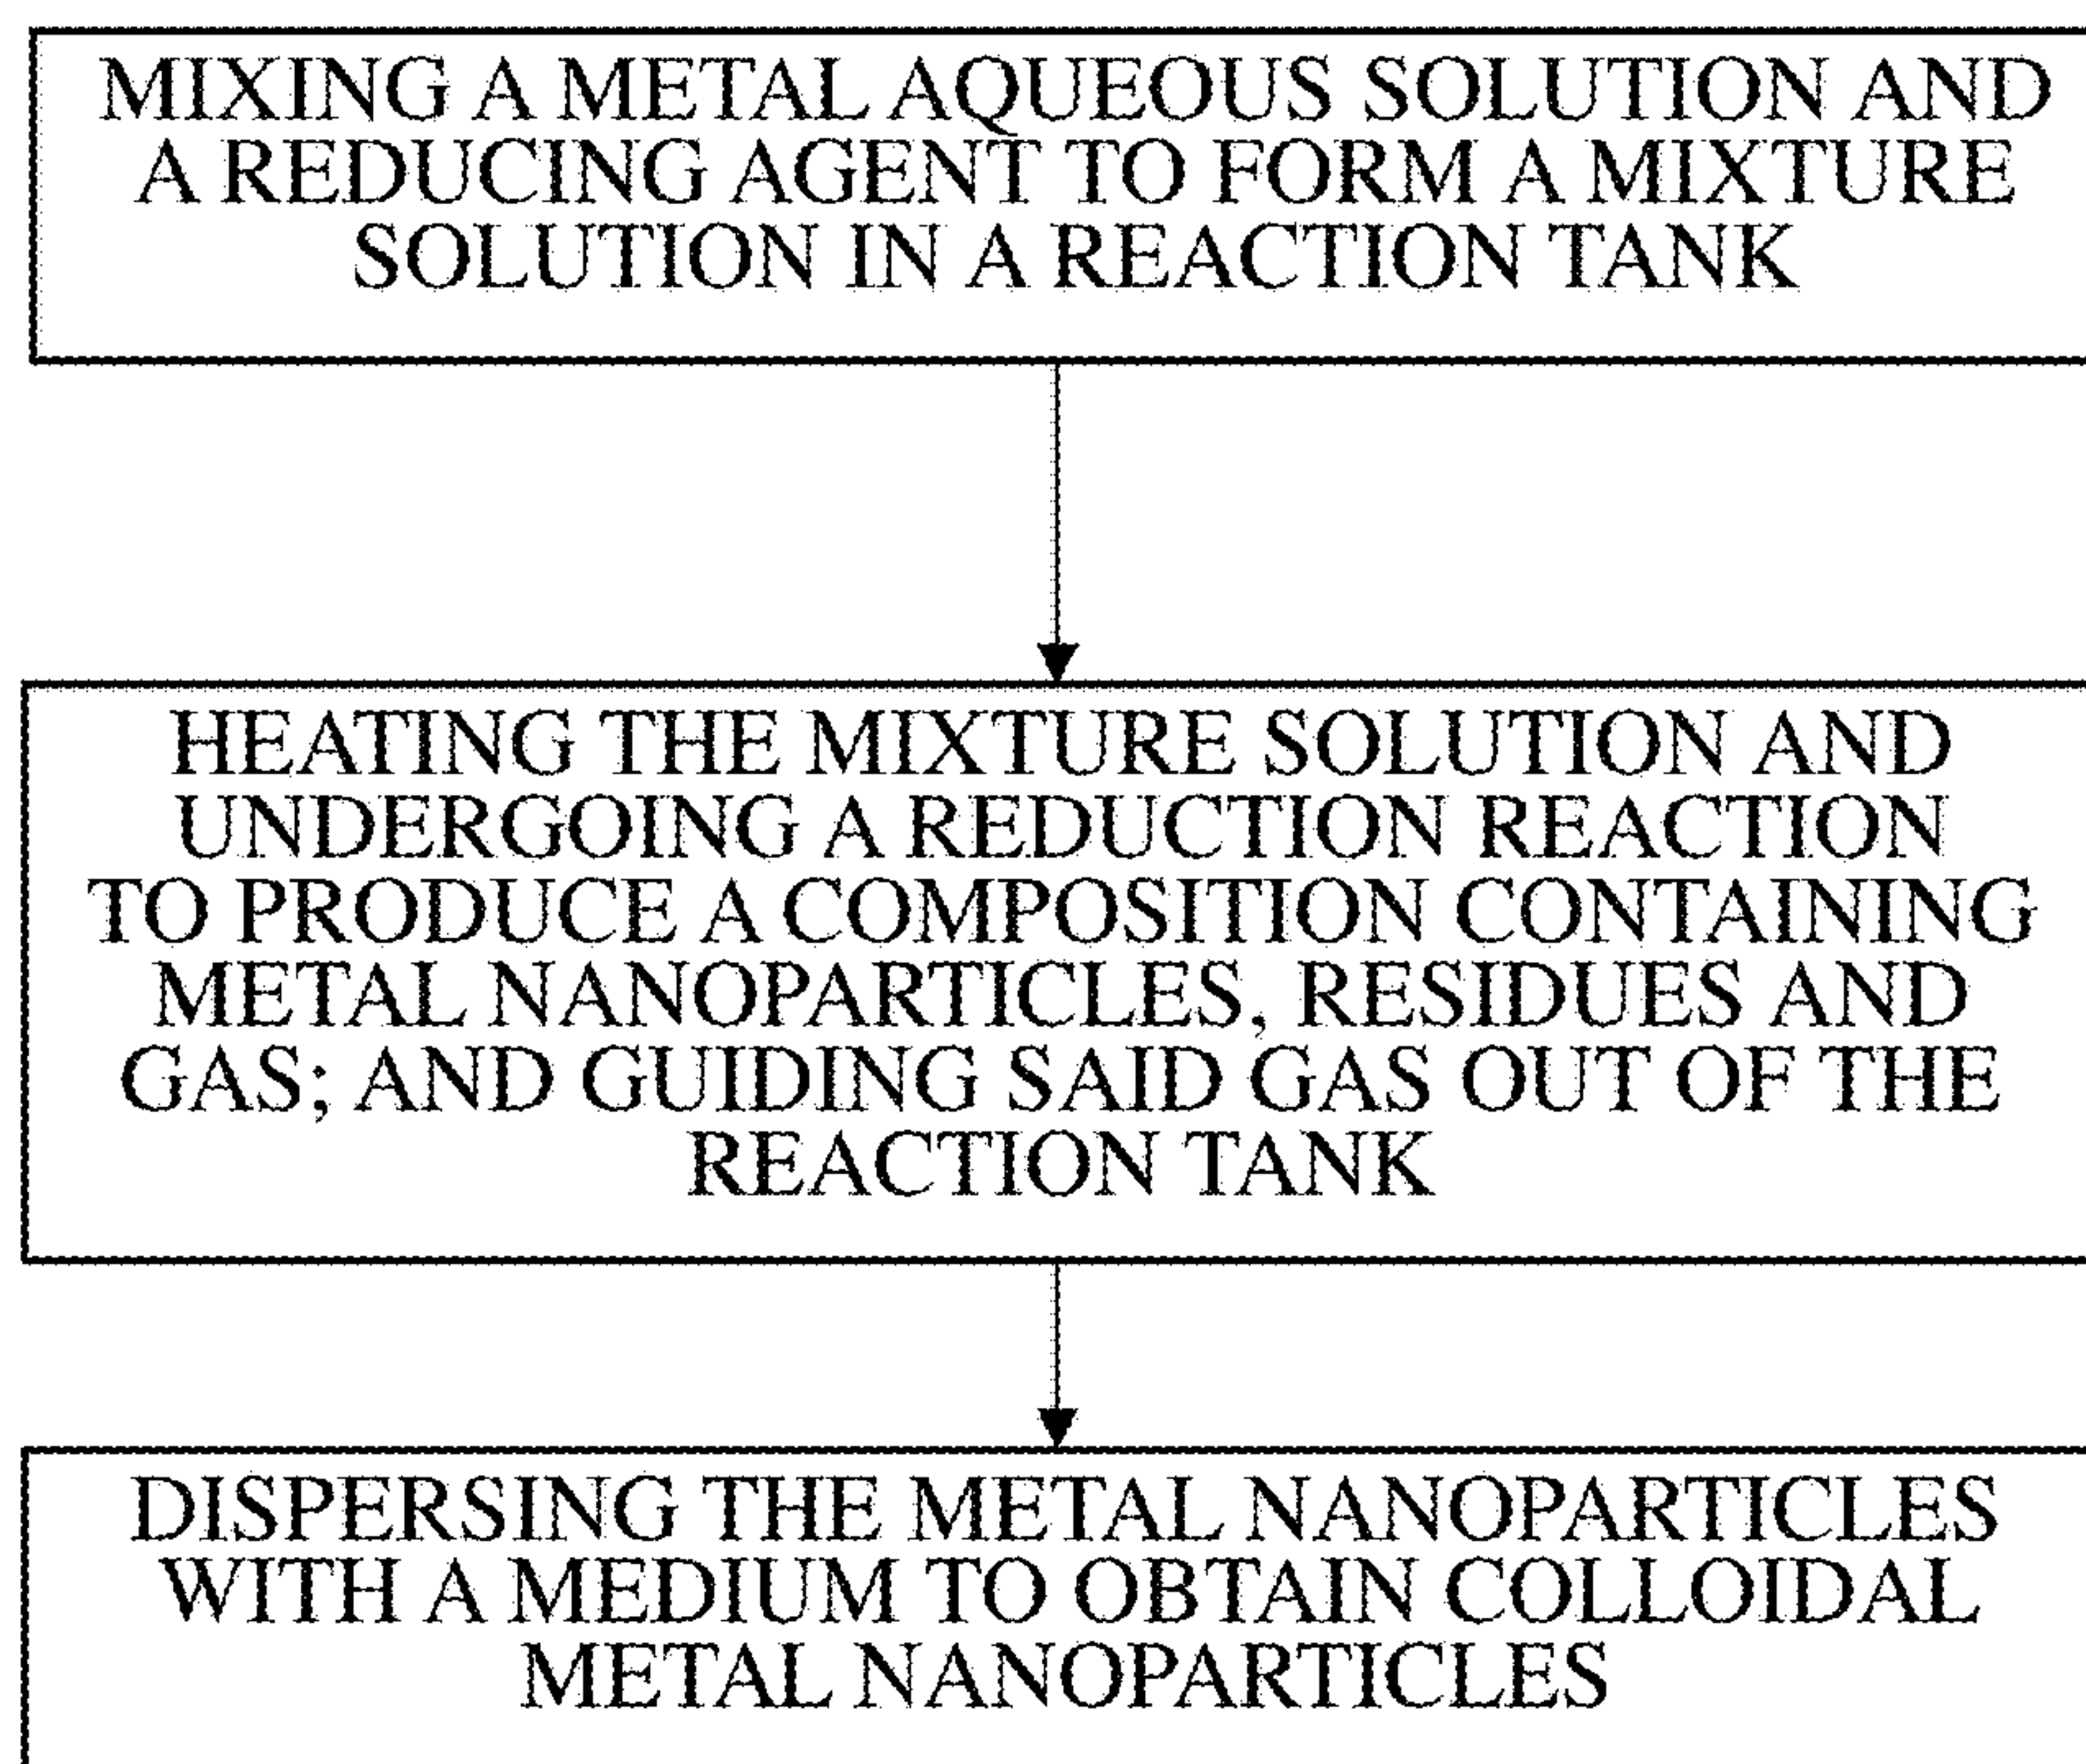 MIXING A METAL AQUEOUS SOLUTION AND
A REDUCING AGENT TO FORM A MIXTURE
SOLUTION IN A REACTION TANK
HEATING THE MIXTURE SOLUTION AND
UNDERGOING A REDUCTION REACTION
TO PRODUCE A COMPOSITION CONTAINING
METAL NANOPARTICLES, RESIDUES AND
GAS; AND GUIDING SAID GAS OUT OF THE
REACTION TANK
DISPERSING THE METAL NANOPARTICLES
WITH A MEDIUM TO OBTAIN COLLOIDAL
METAL NANOPARTICLES